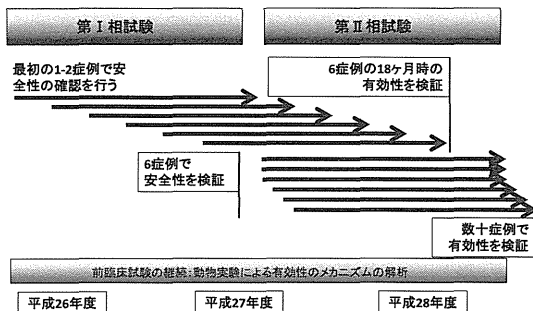 第Ⅰ相試験
第Ⅱ相試験
最初の1-2症例で安
全性の確認を行う
6症例の18ヶ月時の
有効性を検証
6症例で
安全性を検証
数十症例で
有効性を検証
前臨床試験の継続:動物実験による有効性のメカニズムの解析
平成26年度
平成27年度
平成28年度